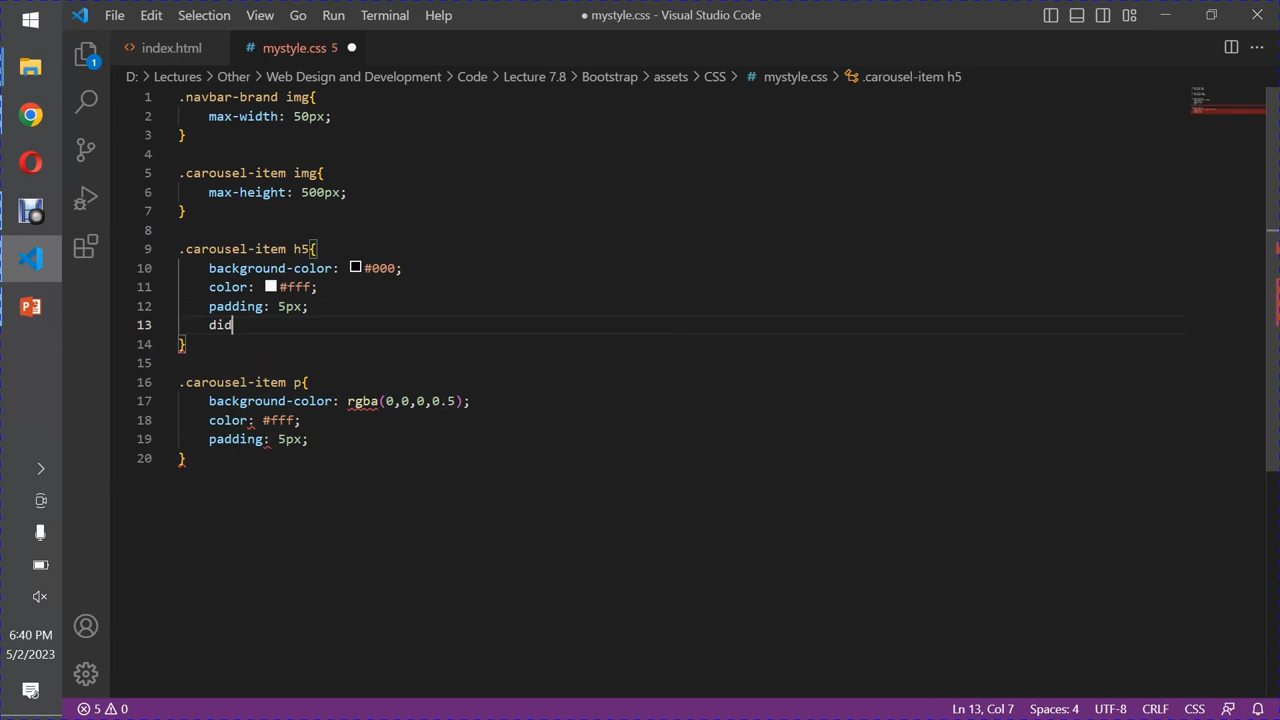 File Edit Selection View Go Run Terminal Help
mystyle.css - Visual Studio Code
index.html
# mystyle.css 5
1
D: > Lectures > Other > Web Design and Development > Code > Lecture 7.8 > Bootstrap > assets > CSS > # mystyle.css > .carousel-item h5
1 .navbar-brand img{
2 max-width: 50px;
3 }
4
5 .carousel-item img{
6 max-height: 500px;
7 }
8
9 .carousel-item h5{
10 background-color: #000;
11 color: #fff;
12 padding: 5px;
13 did
14 }
15
16 .carousel-item p{
17 background-color: rgba(0,0,0,0.5);
18 color: #fff;
19 padding: 5px;
20 }
6:40 PM
5/2/2023
5 0
Ln 13, Col 7 Spaces: 4 UTF-8 CRLF CSS